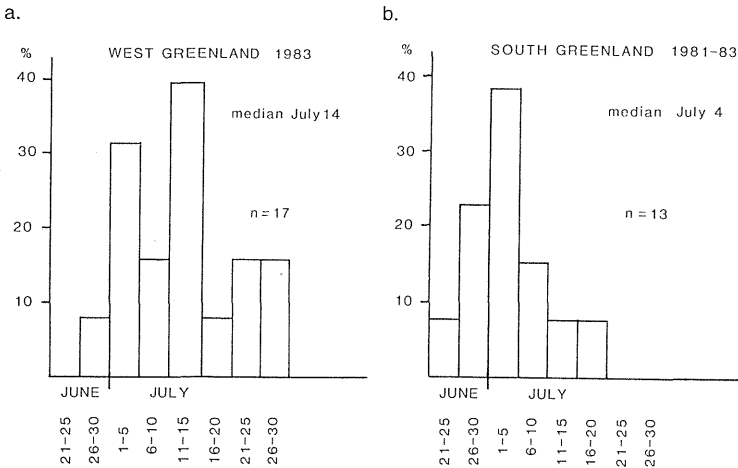 a.
%
WEST GREENLAND 1983
40
median July 14
30
n = 17
20
10
JUNE
JULY
21-25
26-30
1-5
6-10
11-15
16-20
21-25
26-30
b.
%
SOUTH GREENLAND 1981-83
40
median July 4
30
n = 13
20
10
JUNE
JULY
21-25
26-30
1-5
6-10
11-15
16-20
21-25
26-30